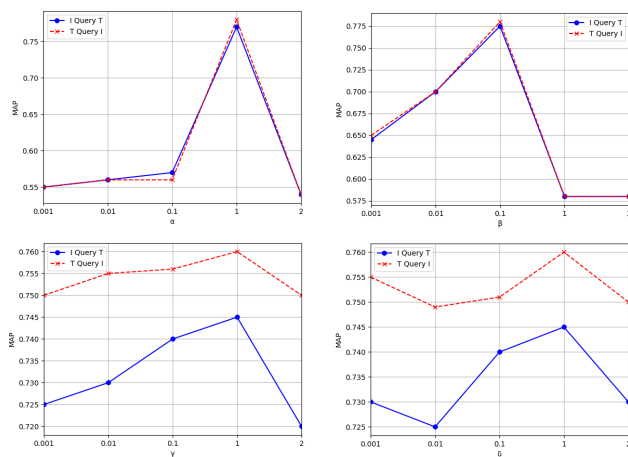 I Query T
T Query I
MAP
0.75
0.70
0.65
0.60
0.55
0.001 0.01 0.1 1 2
α
I Query T
T Query I
MAP
0.775
0.750
0.725
0.700
0.675
0.650
0.625
0.600
0.575
0.001 0.01 0.1 1 2
β
I Query T
T Query I
MAP
0.760
0.755
0.750
0.745
0.740
0.735
0.730
0.725
0.720
0.001 0.01 0.1 1 2
γ
I Query T
T Query I
MAP
0.760
0.755
0.750
0.745
0.740
0.735
0.730
0.725
0.001 0.01 0.1 1 2
δ